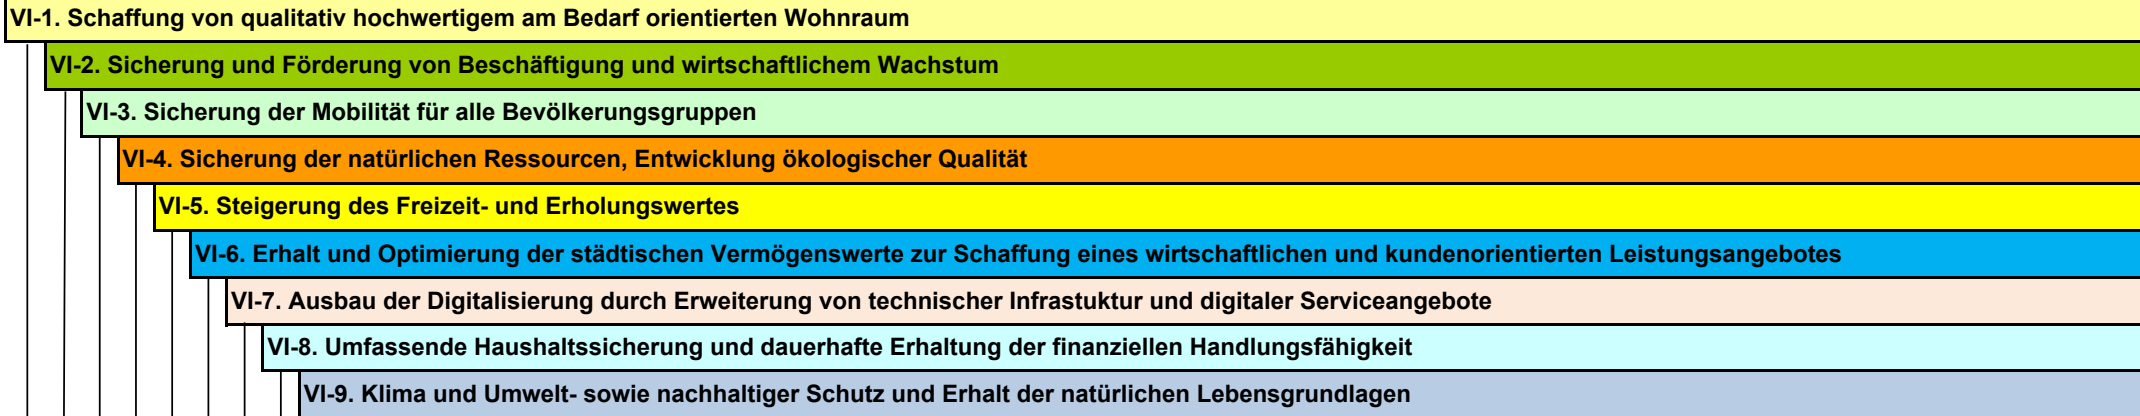 VI-1. Schaffung von qualitativ hochwertigem am Bedarf orientierten Wohnraum
VI-2. Sicherung und Förderung von Beschäftigung und wirtschaftlichem Wachstum
VI-3. Sicherung der Mobilität für alle Bevölkerungsgruppen
VI-4. Sicherung der natürlichen Ressourcen, Entwicklung ökologischer Qualität
VI-5. Steigerung des Freizeit- und Erholungswertes
VI-6. Erhalt und Optimierung der städtischen Vermögenswerte zur Schaffung eines wirtschaftlichen und kundenorientierten Leistungsangebotes
VI-7. Ausbau der Digitalisierung durch Erweiterung von technischer Infrastuktur und digitaler Serviceangebote
VI-8. Umfassende Haushaltssicherung und dauerhafte Erhaltung der finanziellen Handlungsfähigkeit
VI-9. Klima und Umwelt- sowie nachhaltiger Schutz und Erhalt der natürlichen Lebensgrundlagen